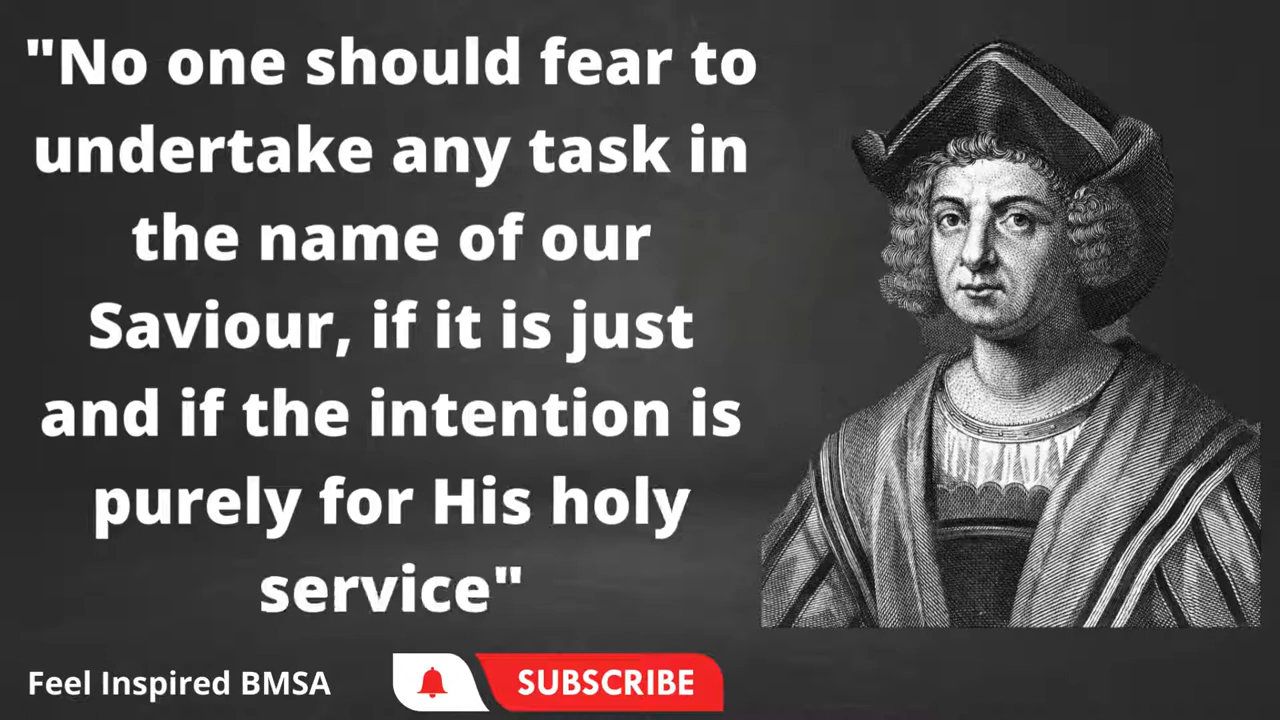 "No one should fear to
undertake any task in
the name of our
Saviour, if it is just
and if the intention is
purely for His holy
service"
Feel Inspired BMSA
SUBSCRIBE